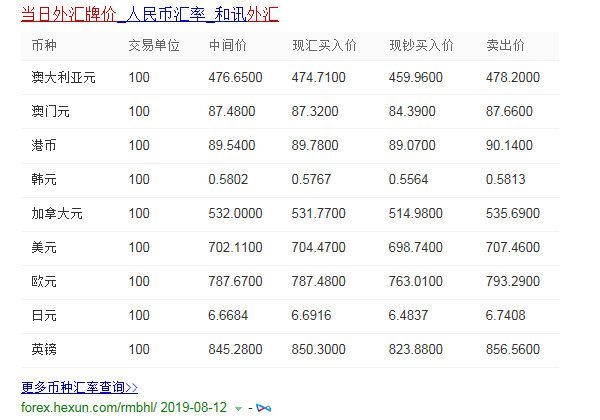 当日外汇牌价_人民币汇率_和讯外汇
币种 交易单位 中间价 现汇买入价 现钞买入价 卖出价
澳大利亚元 100 476.6500 474.7100 459.9600 478.2000
澳门元 100 87.4800 87.3200 84.3900 87.6600
港币 100 89.5400 89.7800 89.0700 90.1400
韩元 100 0.5802 0.5767 0.5564 0.5813
加拿大元 100 532.0000 531.7700 514.9800 535.6900
美元 100 702.1100 704.4700 698.7400 707.4600
欧元 100 787.6700 787.4800 763.0100 793.2900
日元 100 6.6684 6.6916 6.4837 6.7408
英镑 100 845.2800 850.3000 823.8800 856.5600
更多币种汇率查询>>
forex.hexun.com/rmbhl/ 2019-08-12 -